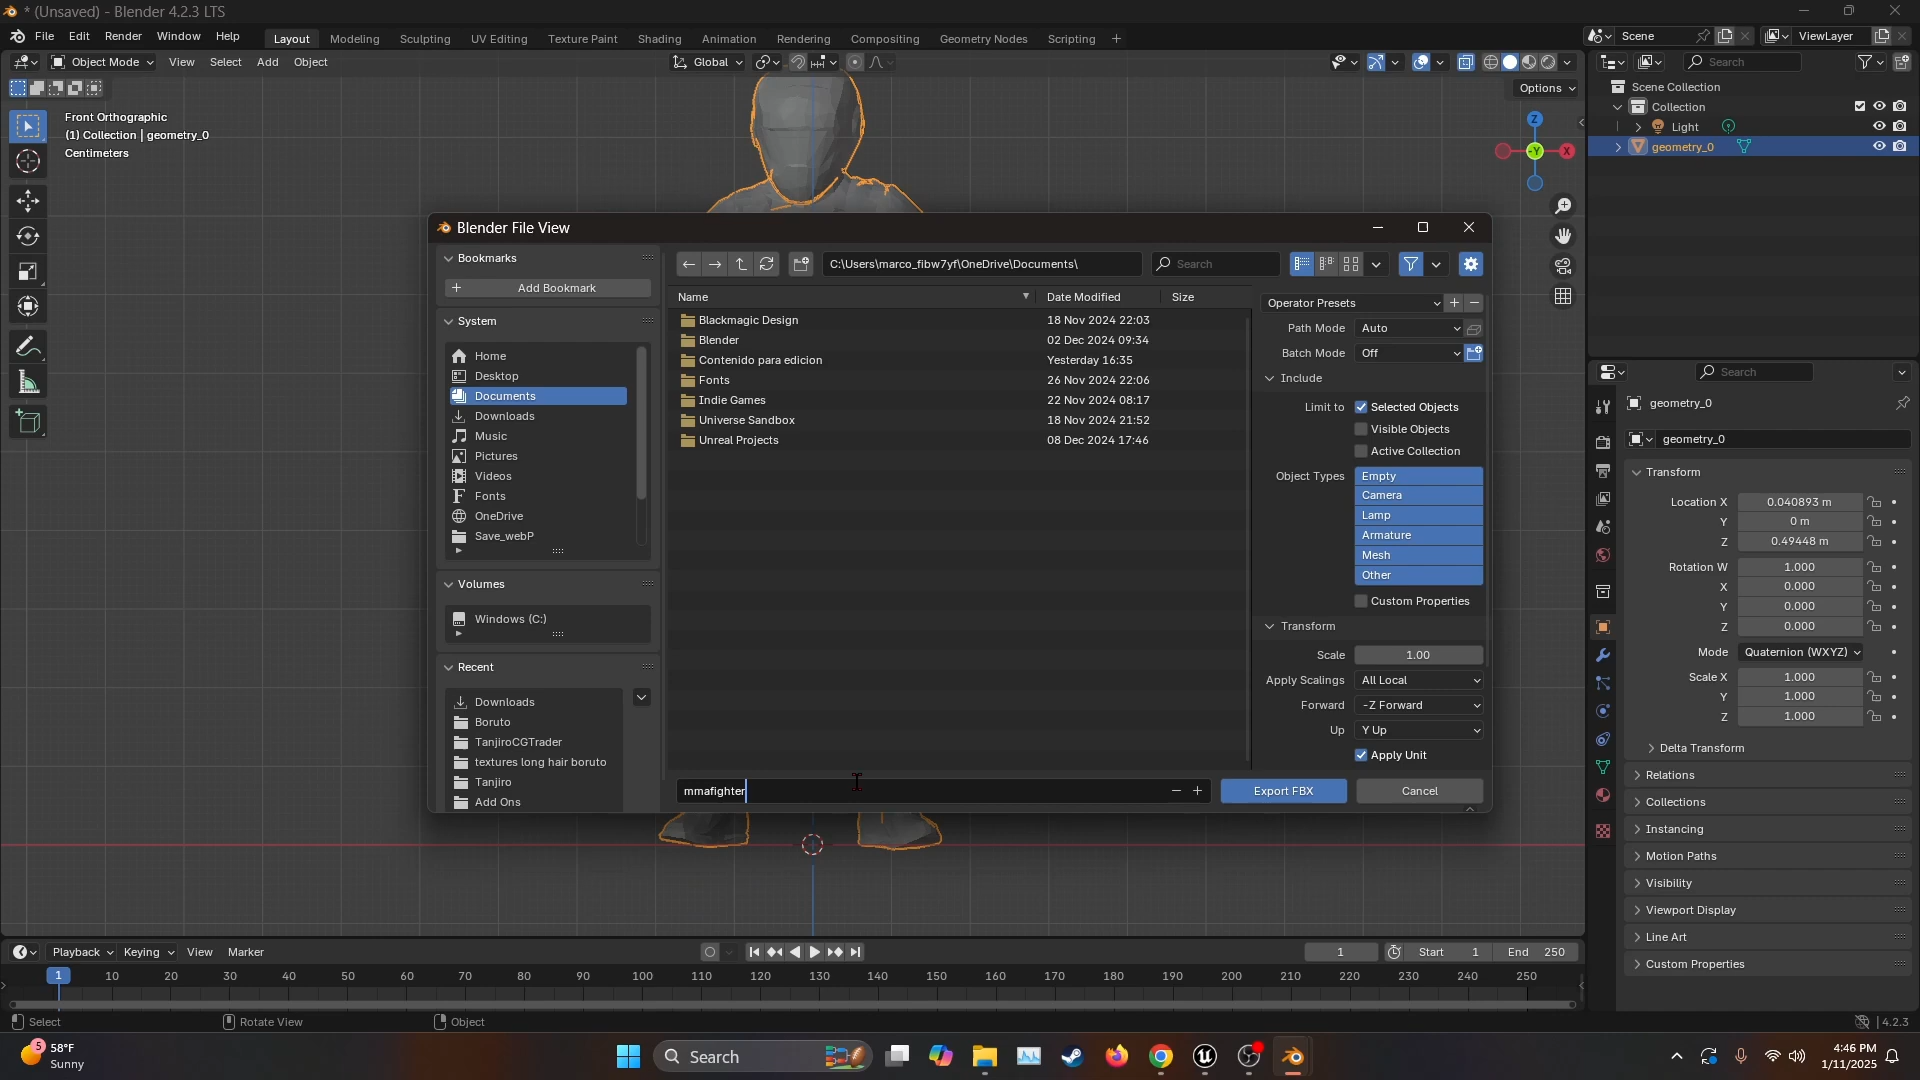 * (Unsaved) - Blender 4.2.3 LTS
File Edit Render Window Help Layout Modeling Sculpting UV Editing Texture Paint Shading Animation Rendering Compositing Geometry Nodes Scripting + Scene ViewLayer
Object Mode View Select Add Object Global Search
Options
Front Orthographic
(1) Collection | geometry_0
Centimeters
Z
-Y
X
Scene Collection
Collection
Light
geometry_0
Blender File View
Bookmarks
Add Bookmark
System
Home
Desktop
Documents
Downloads
Music
Pictures
Videos
Fonts
OneDrive
Save_webP
Volumes
Windows (C:)
Recent
Downloads
Boruto
TanjiroCGTrader
textures long hair boruto
Tanjiro
Add Ons
C:\Users\marco_fibw7yf\OneDrive\Documents\ Search
Name Date Modified Size
Blackmagic Design 18 Nov 2024 22:03
Blender 02 Dec 2024 09:34
Contenido para edicion Yesterday 16:35
Fonts 26 Nov 2024 22:06
Indie Games 22 Nov 2024 08:17
Universe Sandbox 18 Nov 2024 21:52
Unreal Projects 08 Dec 2024 17:46
mmafighter
Operator Presets
Path Mode Auto
Batch Mode Off
Include
Limit to Selected Objects
Visible Objects
Active Collection
Object Types Empty
Camera
Lamp
Armature
Mesh
Other
Custom Properties
Transform
Scale 1.00
Apply Scalings All Local
Forward -Z Forward
Up Y Up
Apply Unit
Export FBX Cancel
Search
geometry_0
geometry_0
Transform
Location X 0.040893 m
Y 0 m
Z 0.49448 m
Rotation W 1.000
X 0.000
Y 0.000
Z 0.000
Mode Quaternion (WXYZ)
Scale X 1.000
Y 1.000
Z 1.000
Delta Transform
Relations
Collections
Instancing
Motion Paths
Visibility
Viewport Display
Line Art
Custom Properties
Playback Keying View Marker 1 Start 1 End 250
1 10 20 30 40 50 60 70 80 90 100 110 120 130 140 150 160 170 180 190 200 210 220 230 240 250
Select Rotate View Object 4.2.3
5 58°F
Sunny
Search
4:46 PM
1/11/2025